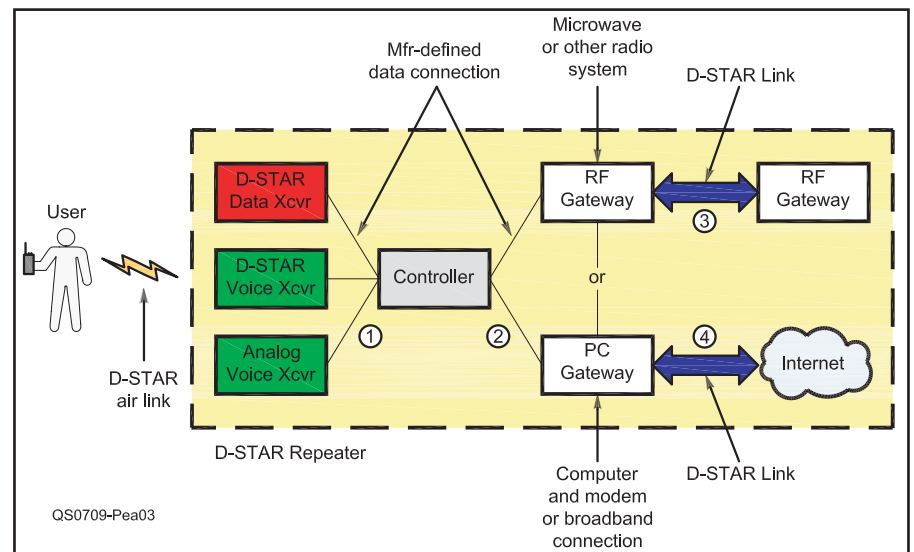 Microwave
or other radio
system
Mfr-defined
data connection
D-STAR Link
D-STAR
Data Xcvr
RF
Gateway
RF
Gateway
User
③
D-STAR
Voice Xcvr
Controller
or
Analog
Voice Xcvr
①
②
PC
Gateway
④
Internet
D-STAR
air link
D-STAR Repeater
Computer
and modem
or broadband
connection
D-STAR Link
QS0709-Pea03